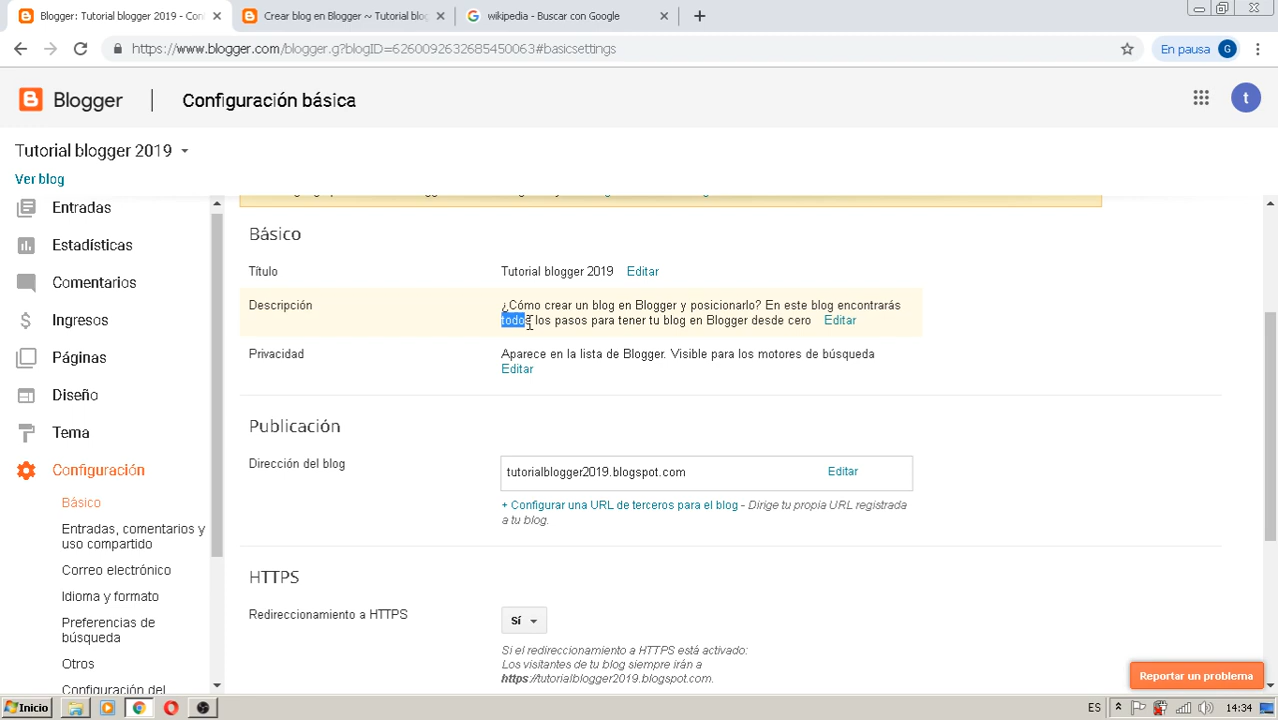 Blogger: Tutorial blogger 2019 - Con
Crear blog en Blogger ~ Tutorial blog
wikipedia - Buscar con Google
https://www.blogger.com/blogger.g?blogID=6260092632685450063#basicsettings
En pausa G
Blogger
Configuración básica
t
Tutorial blogger 2019
Ver blog
Entradas
Estadísticas
Comentarios
Ingresos
Páginas
Diseño
Tema
Configuración
Básico
Entradas, comentarios y
uso compartido
Correo electrónico
Idioma y formato
Preferencias de
búsqueda
Otros
Configuración del
Básico
Título
Tutorial blogger 2019 Editar
Descripción
¿Cómo crear un blog en Blogger y posicionarlo? En este blog encontrarás
todos los pasos para tener tu blog en Blogger desde cero Editar
Privacidad
Aparece en la lista de Blogger. Visible para los motores de búsqueda
Editar
Publicación
Dirección del blog
tutorialblogger2019.blogspot.com Editar
+ Configurar una URL de terceros para el blog - Dirige tu propia URL registrada
a tu blog.
HTTPS
Redireccionamiento a HTTPS
Sí
Si el redireccionamiento a HTTPS está activado:
Los visitantes de tu blog siempre irán a
https://tutorialblogger2019.blogspot.com.
Reportar un problema
Inicio
ES
14:34